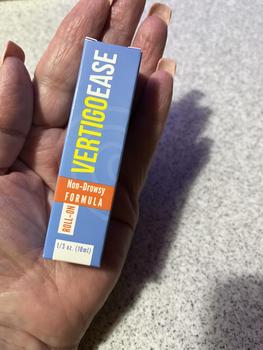 VERTIGOEASE
Non-Drowsy
FORMULA
ROLL-ON
1/3 oz. (10ml)